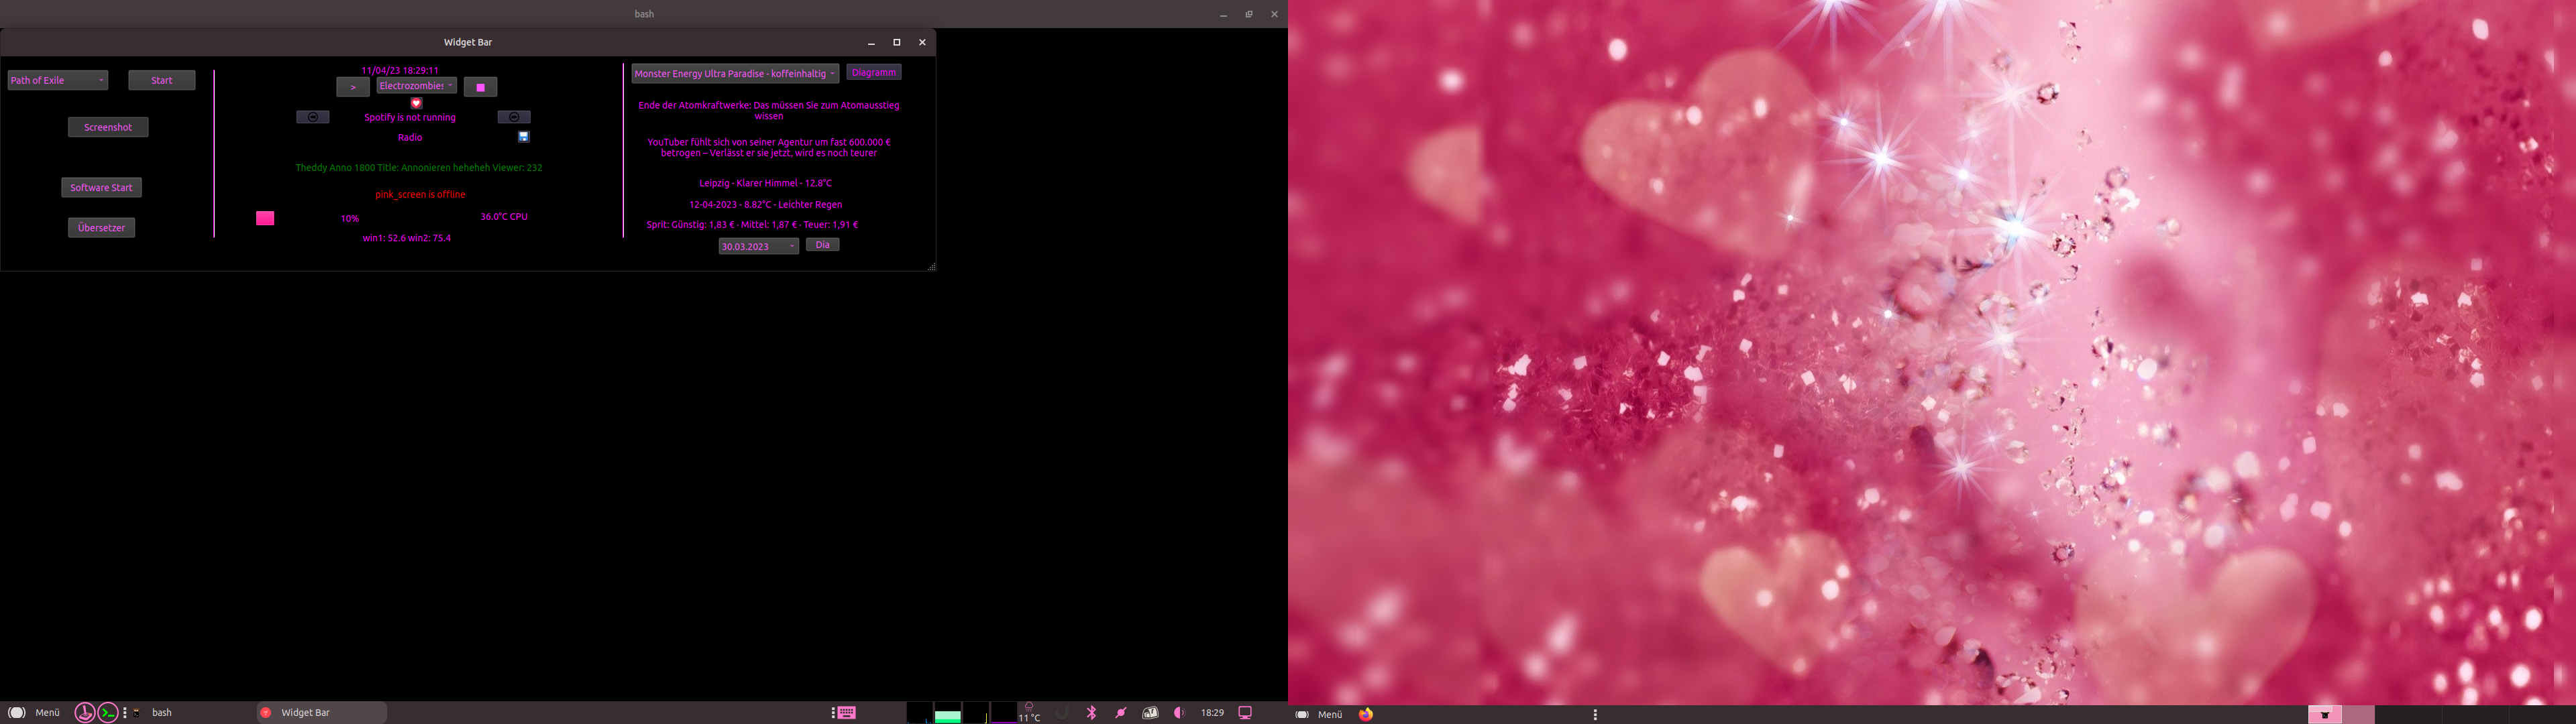 bash
Widget Bar
Path of Exile
Start
Screenshot
Software Start
Übersetzer
11/04/23 18:29:11
>
Electrozombies
Spotify is not running
Radio
Theddy Anno 1800 Title: Annonieren heheheh Viewer: 232
pink_screen is offline
10%
36.0°C CPU
win1: 52.6 win2: 75.4
Monster Energy Ultra Paradise - koffeinhaltig
Diagramm
Ende der Atomkraftwerke: Das müssen Sie zum Atomausstieg
wissen
YouTuber fühlt sich von seiner Agentur um fast 600.000 €
betrogen – Verlässt er sie jetzt, wird es noch teurer
Leipzig - Klarer Himmel - 12.8°C
12-04-2023 - 8.82°C - Leichter Regen
Sprit: Günstig: 1,83 € - Mittel: 1,87 € - Teuer: 1,91 €
30.03.2023
Dia
Menü
bash
Widget Bar
11 °C
18:29
Menü